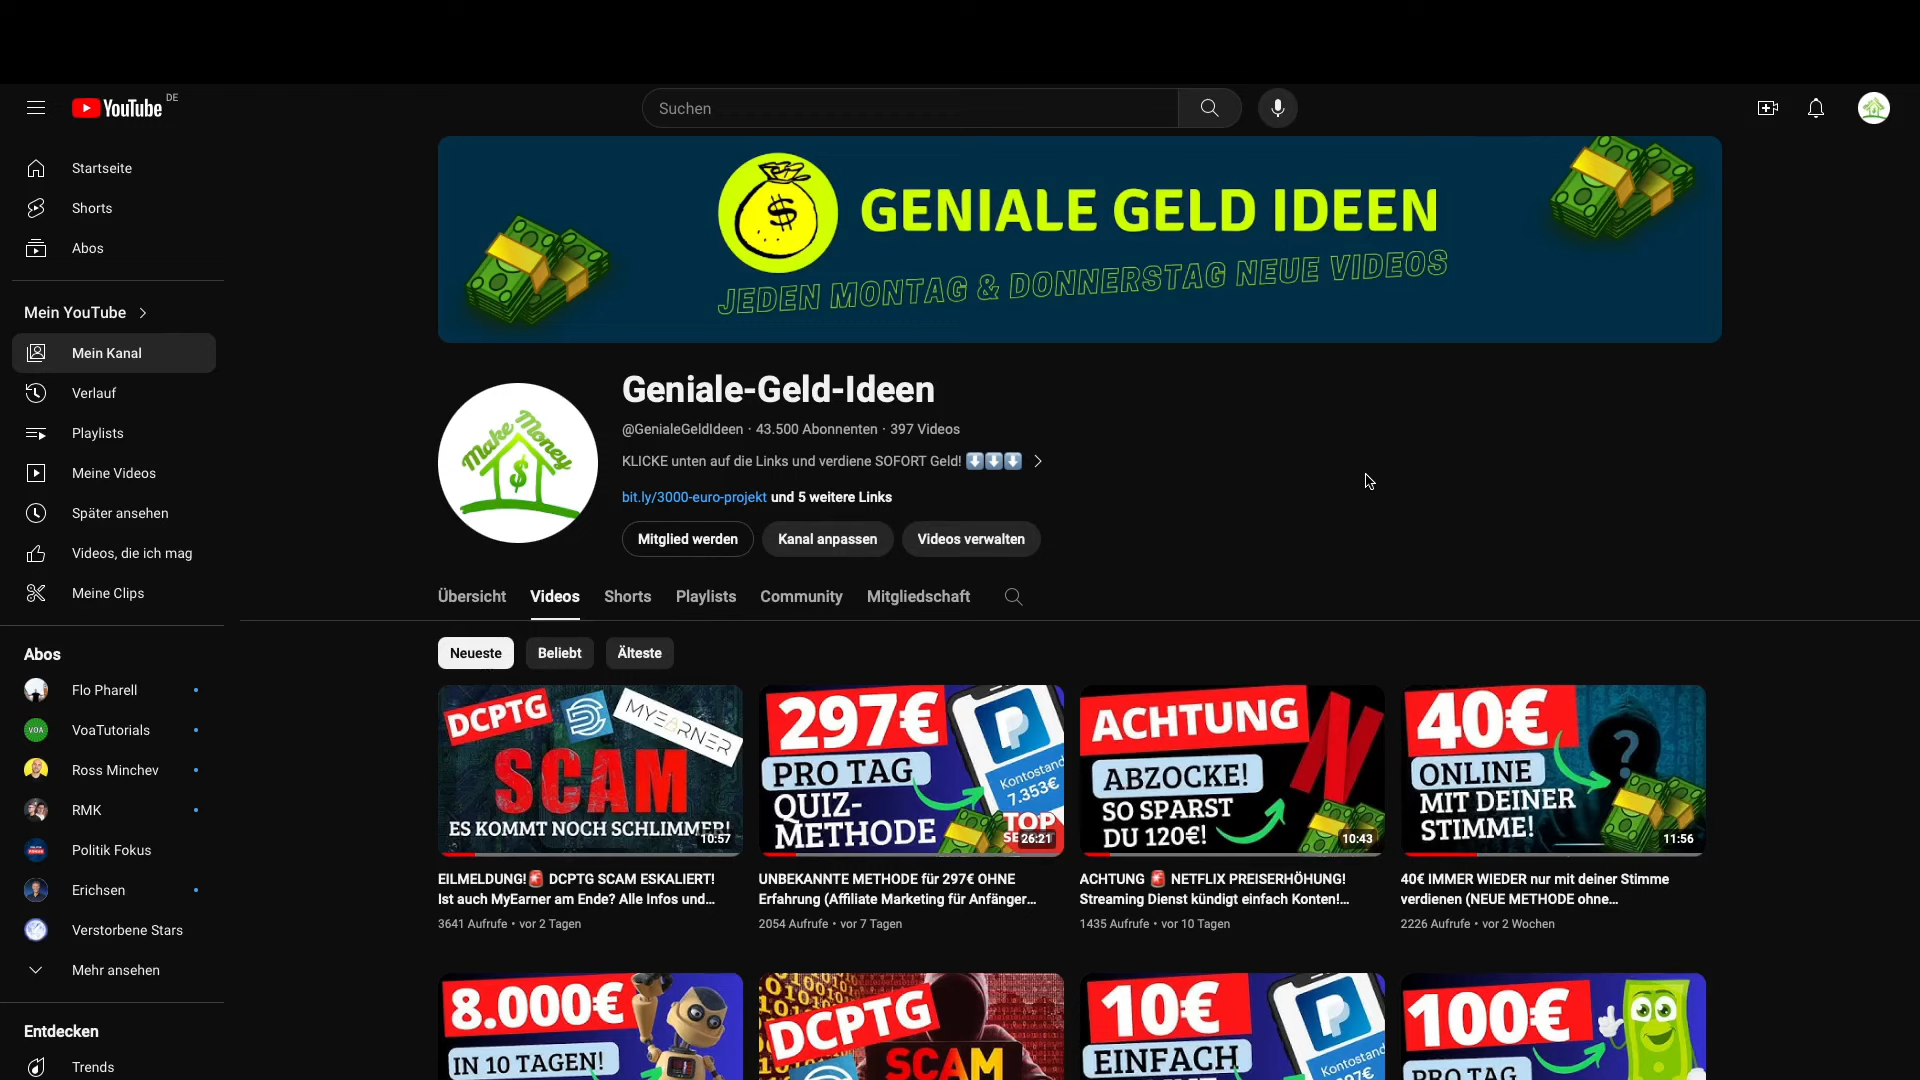 YouTube DE
Suchen
Startseite
Shorts
Abos
Mein YouTube
Mein Kanal
Verlauf
Playlists
Meine Videos
Später ansehen
Videos, die ich mag
Meine Clips
Abos
Flo Pharell
VOA VoaTutorials
Ross Minchev
RMK
Politik Fokus
Erichsen
Verstorbene Stars
Mehr ansehen
Entdecken
Trends
$ GENIALE GELD IDEEN
JEDEN MONTAG & DONNERSTAG NEUE VIDEOS
Make Money
$
Geniale-Geld-Ideen
@GenialeGeldIdeen · 43.500 Abonnenten · 397 Videos
KLICKE unten auf die Links und verdiene SOFORT Geld! ⬇️⬇️⬇️
bit.ly/3000-euro-projekt und 5 weitere Links
Mitglied werden Kanal anpassen Videos verwalten
Übersicht Videos Shorts Playlists Community Mitgliedschaft
Neueste Beliebt Älteste
DCPTG
MYEARNER
SCAM
ES KOMMT NOCH SCHLIMMER!
10:57
EILMELDUNG!🚨 DCPTG SCAM ESKALIERT!
Ist auch MyEarner am Ende? Alle Infos und...
3641 Aufrufe · vor 2 Tagen
297€
PRO TAG
QUIZ-
METHODE
Kontostand
7.353€
TOP
26:21
UNBEKANNTE METHODE für 297€ OHNE
Erfahrung (Affiliate Marketing für Anfänger...
2054 Aufrufe · vor 7 Tagen
ACHTUNG
ABZOCKE!
SO SPARST
DU 120€!
10:43
ACHTUNG 🚨 NETFLIX PREISERHÖHUNG!
Streaming Dienst kündigt einfach Konten!...
1435 Aufrufe · vor 10 Tagen
40€
ONLINE
MIT DEINER
STIMME!
?
11:56
40€ IMMER WIEDER nur mit deiner Stimme
verdienen (NEUE METHODE ohne...
2226 Aufrufe · vor 2 Wochen
8.000€
IN 10 TAGEN!
DCPTG
SCAM
10€
EINFACH
Kontostand
100€
PRO TAG